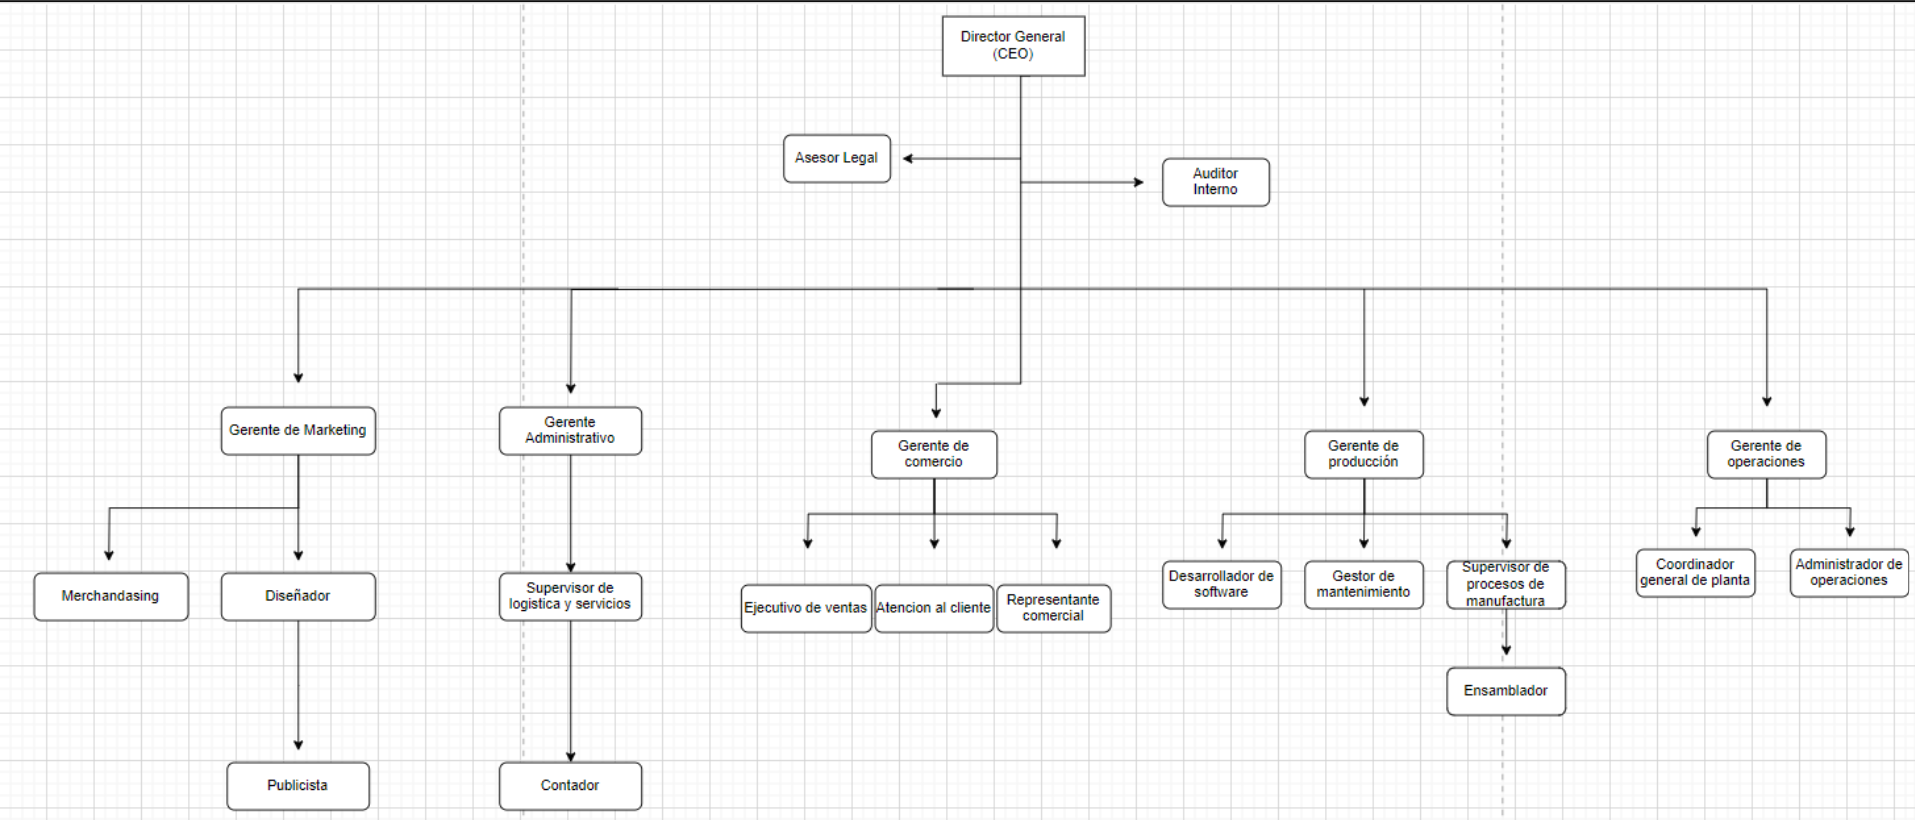 Director General
(CEO)
Asesor Legal
Auditor
Interno
Gerente de Marketing
Gerente
Administrativo
Gerente de
comercio
Gerente de
producción
Gerente de
operaciones
Merchandasing
Diseñador
Supervisor de
logistica y servicios
Ejecutivo de ventas
Atencion al cliente
Representante
comercial
Desarrollador de
software
Gestor de
mantenimiento
Supervisor de
procesos de
manufactura
Coordinador
general de planta
Administrador de
operaciones
Ensamblador
Publicista
Contador